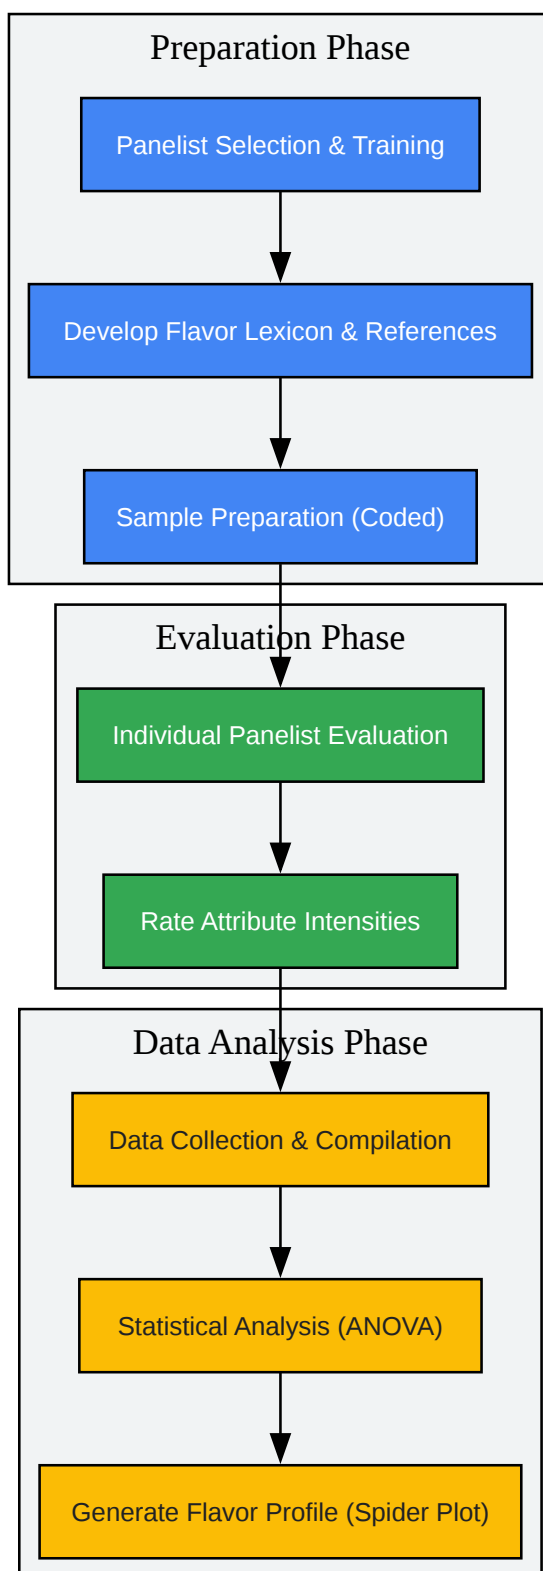 Preparation Phase
Panelist Selection & Training
Develop Flavor Lexicon & References
Sample Preparation (Coded)
Evaluation Phase
Individual Panelist Evaluation
Rate Attribute Intensities
Data Analysis Phase
Data Collection & Compilation
Statistical Analysis (ANOVA)
Generate Flavor Profile (Spider Plot)